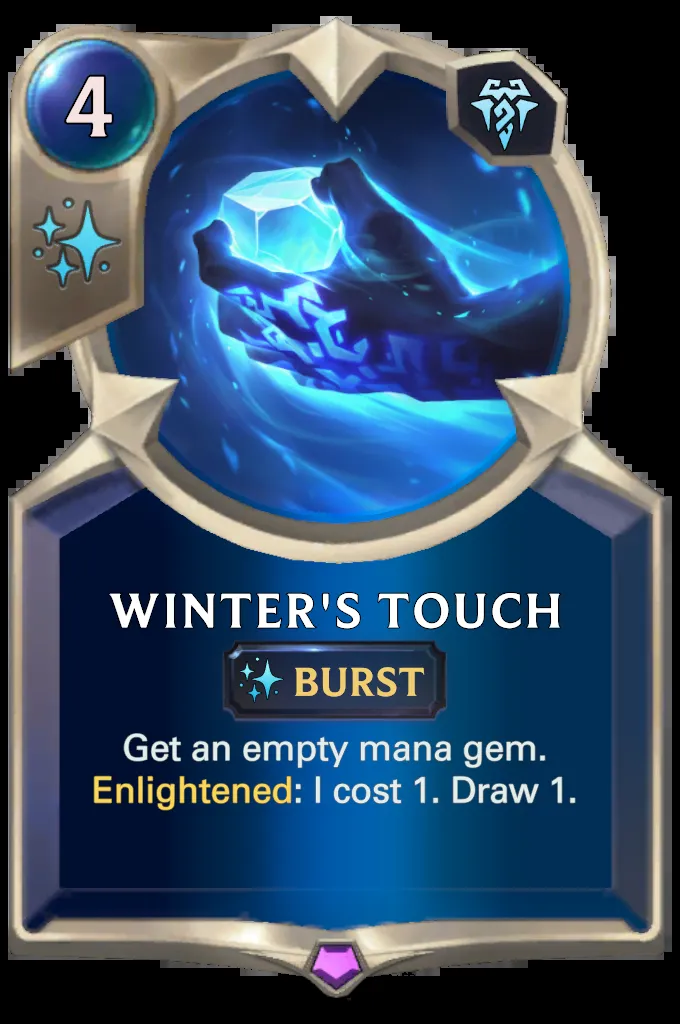 4
WINTER'S TOUCH
BURST
Get an empty mana gem.
Enlightened: I cost 1. Draw 1.